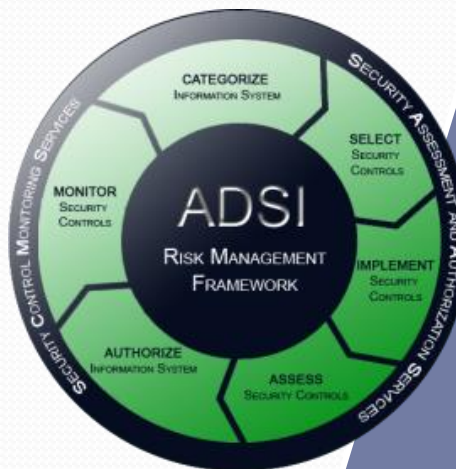 CATEGORIZE
INFORMATION SYSTEM
SELECT
SECURITY
CONTROLS
IMPLEMENT
SECURITY
CONTROLS
ASSESS
SECURITY CONTROLS
AUTHORIZE
INFORMATION SYSTEM
MONITOR
SECURITY
CONTROLS
ADSI
RISK MANAGEMENT
FRAMEWORK
SECURITY ASSESSMENT AND AUTHORIZATION SERVICES
SECURITY CONTROL MONITORING SERVICES